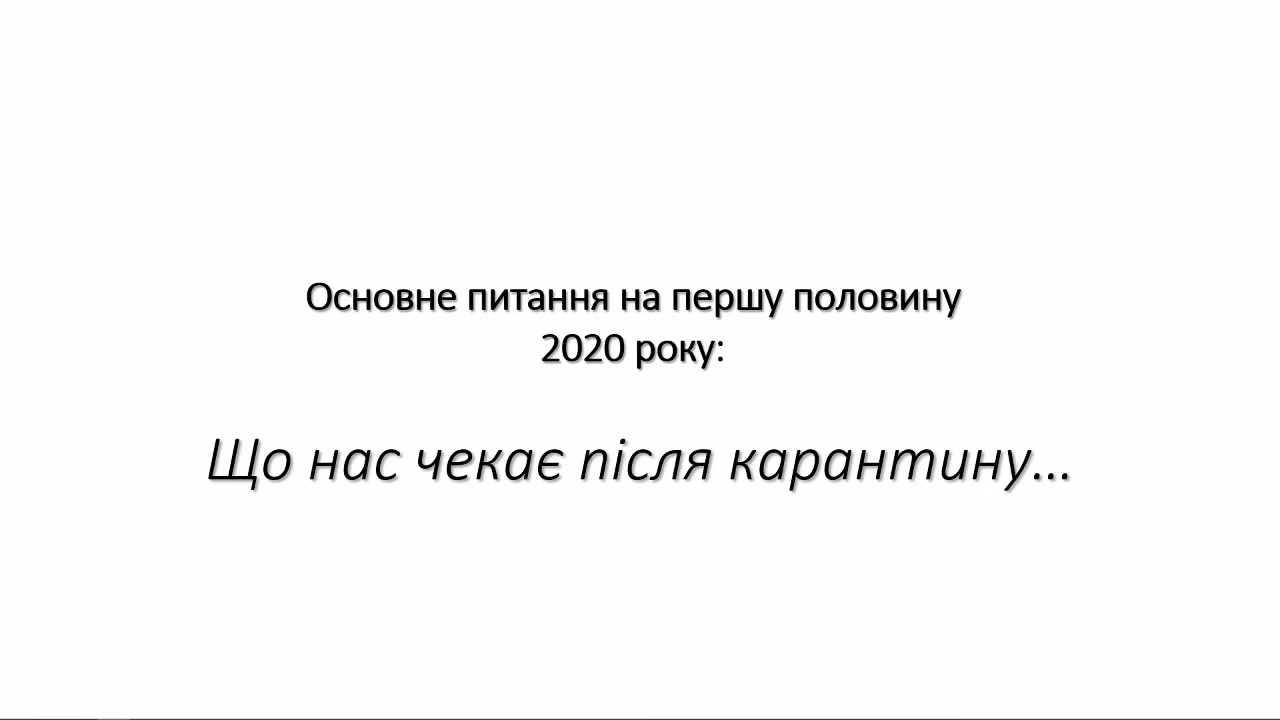 Основне питання на першу половину
2020 року:
Що нас чекає після карантину...